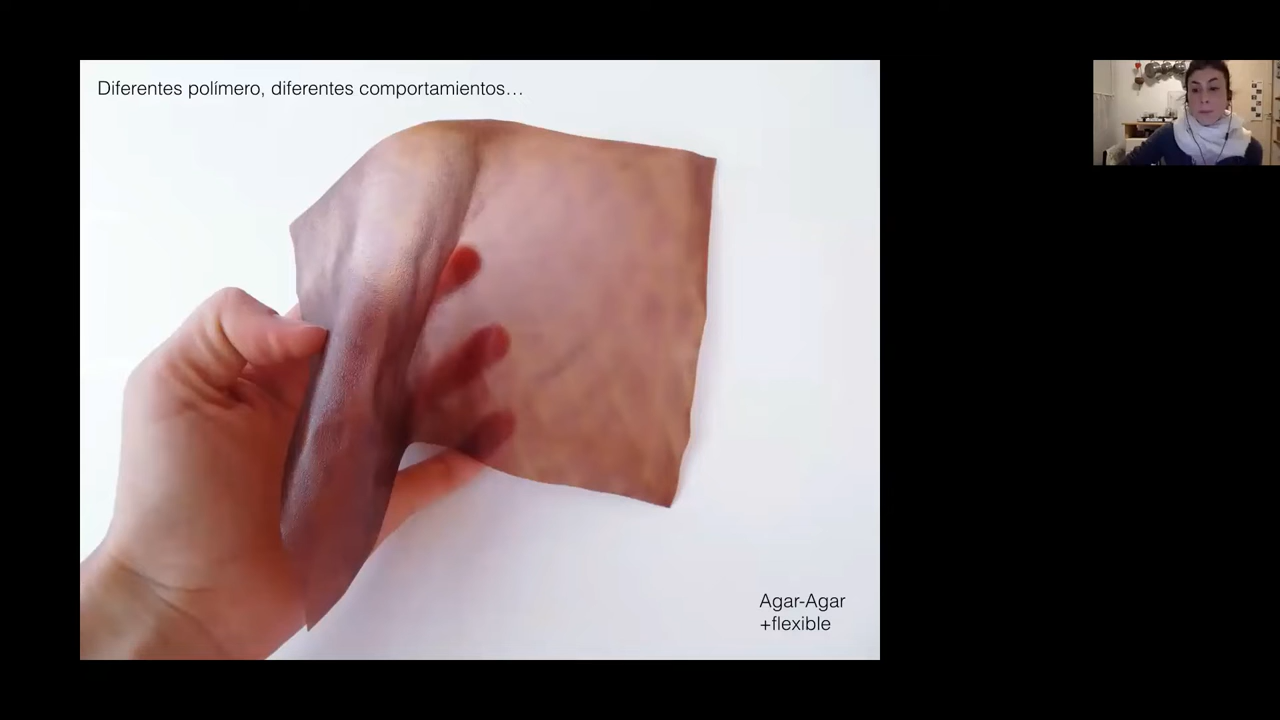 Diferentes polímero, diferentes comportamientos…
Agar-Agar
+flexible